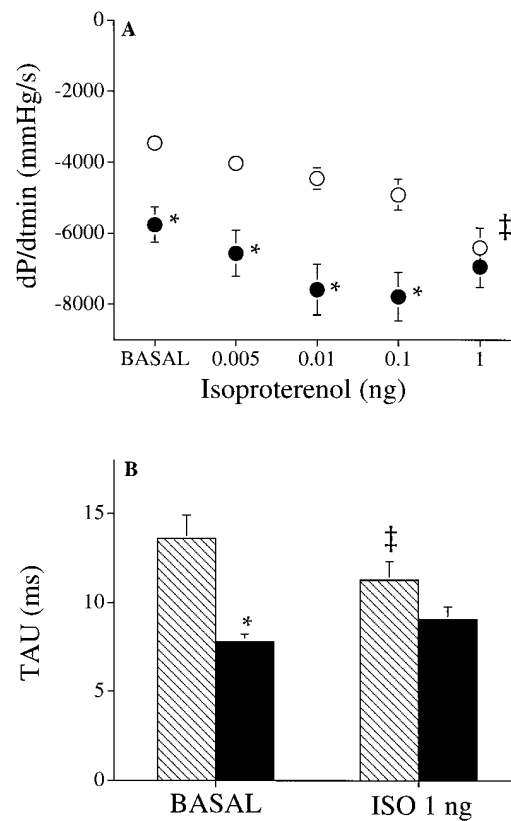 A
0
-2000
-4000
-6000
-8000
dP/dtmin (mmHg/s)
*
*
*
*
‡
BASAL 0.005 0.01 0.1 1
Isoproterenol (ng)
B
15
10
5
0
TAU (ms)
*
‡
BASAL ISO 1 ng